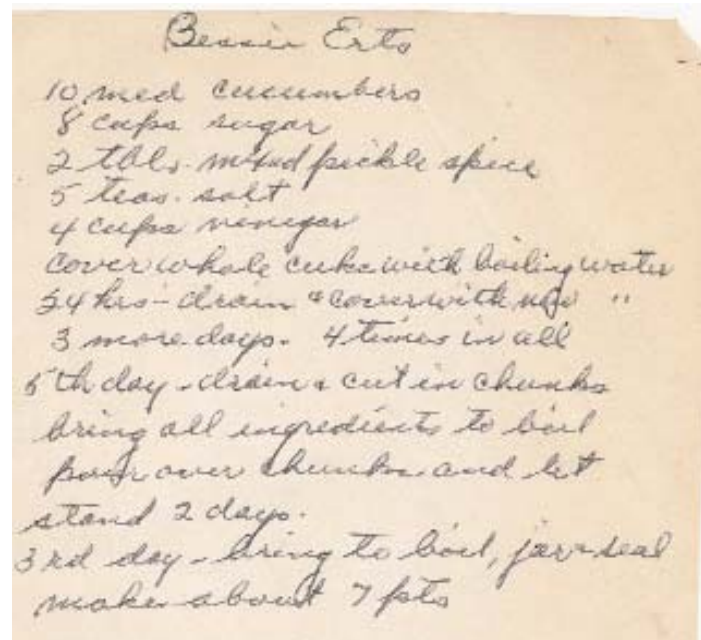 Bessie Erts
10 med cucumbers
8 cups sugar
2 tbls. mixed pickle spice
5 teas. salt
4 cups vinegar
cover whole cuks with boiling water
24 hrs - drain & cover with new "
3 more days. 4 times in all
5th day - drain & cut in chunks
bring all ingredients to boil
pour over chunks and let
stand 2 days.
3rd day - bring to boil, jar & seal
makes about 7 pts